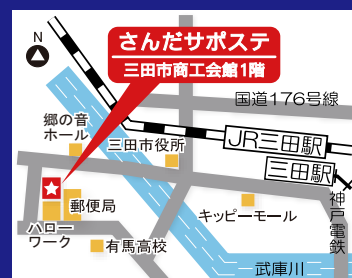 N
さんだサポステ
三田市商工会館1階
国道176号線
郷の音
ホール
三田市役所
JR三田駅
三田駅
郵便局
ハロー
ワーク
キッピーモール
神戸電鉄
有馬高校
武庫川